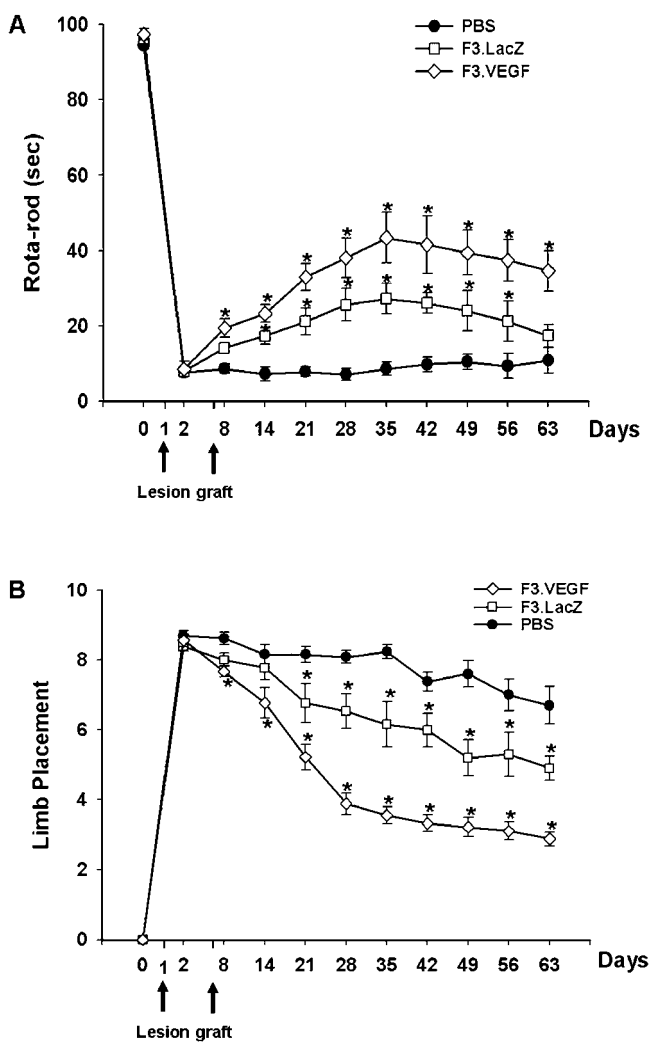 A
100
PBS
F3.LacZ
F3.VEGF
80
60
40
20
0
Rota-rod (sec)
* * * * * * * * *
* * * * * * *
0 1 2 8 14 21 28 35 42 49 56 63 Days
Lesion graft
B
10
F3.VEGF
F3.LacZ
PBS
8
6
4
2
0
Limb Placement
* * * * * * *
* * * * * * * * *
0 1 2 8 14 21 28 35 42 49 56 63 Days
Lesion graft